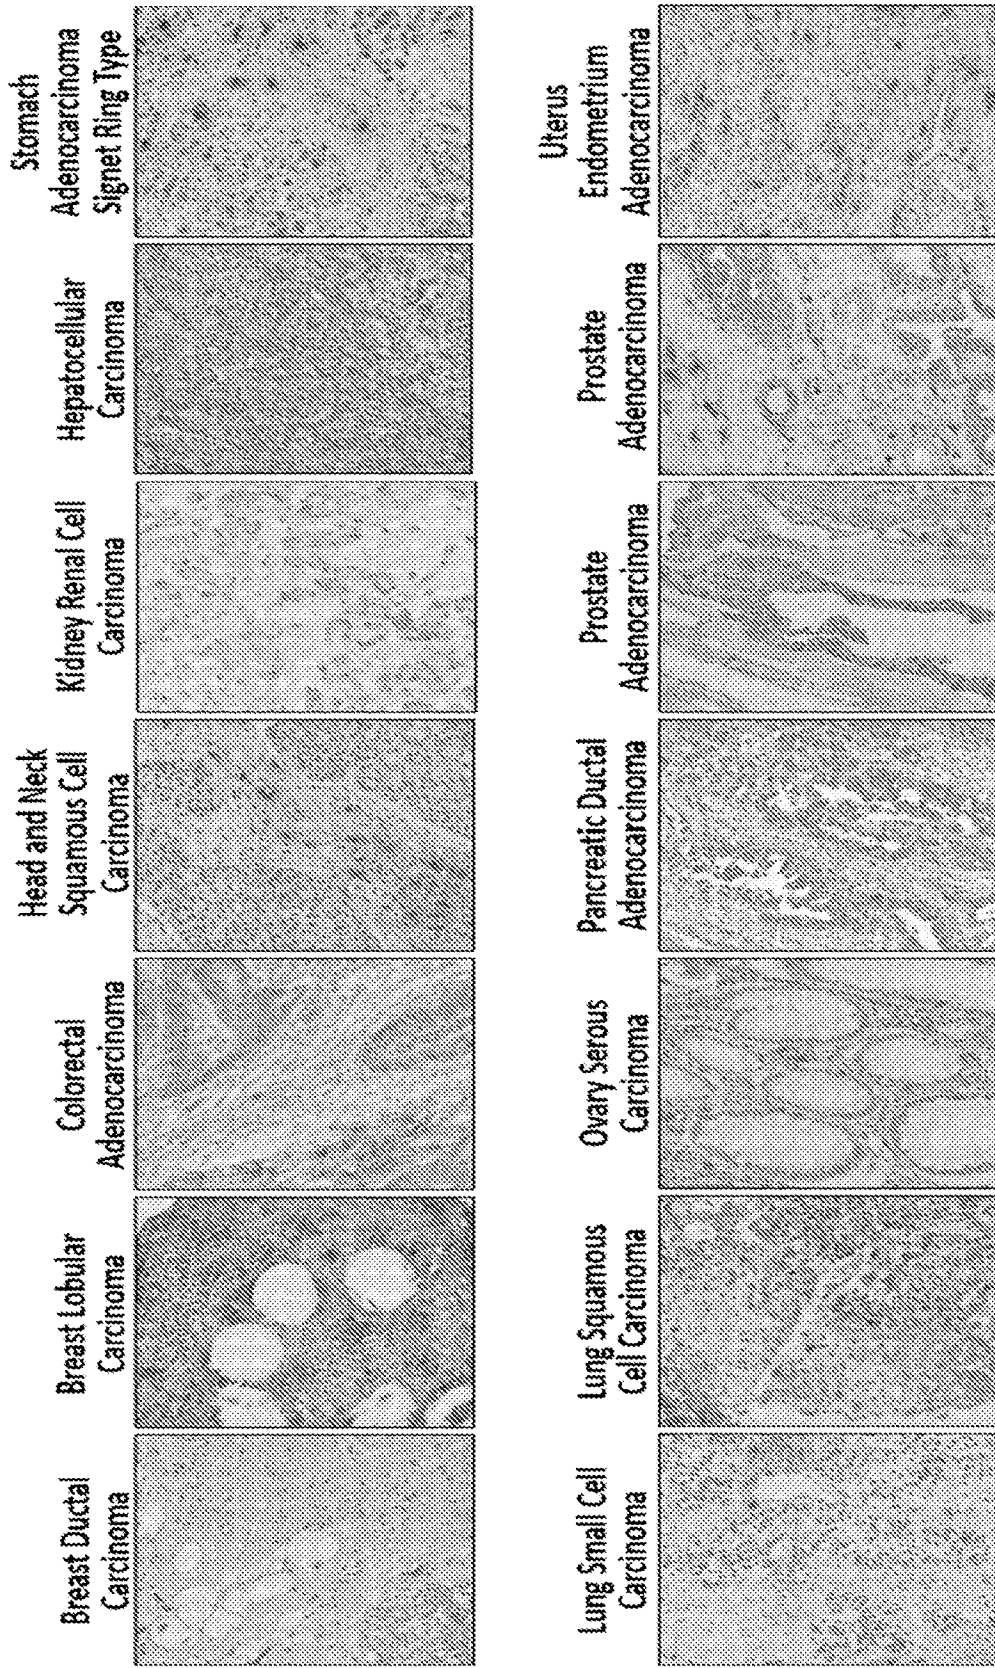 Breast Ductal
Carcinoma
Breast Lobular
Carcinoma
Colorectal
Adenocarcinoma
Head and Neck
Squamous Cell
Carcinoma
Kidney Renal Cell
Carcinoma
Hepatocellular
Carcinoma
Stomach
Adenocarcinoma
Signet Ring Type
Lung Small Cell
Carcinoma
Lung Squamous
Cell Carcinoma
Ovary Serous
Carcinoma
Pancreatic Ductal
Adenocarcinoma
Prostate
Adenocarcinoma
Prostate
Adenocarcinoma
Uterus
Endometrium
Adenocarcinoma